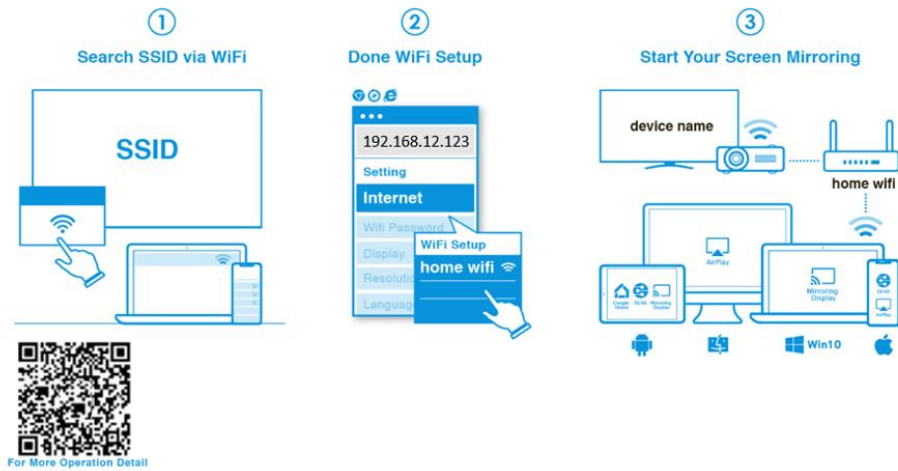 1
Search SSID via WiFi
SSID
2
Done WiFi Setup
192.168.12.123
Setting
Internet
Wifi Password
Display
Resolutio
Language
WiFi Setup
home wifi
3
Start Your Screen Mirroring
device name
home wifi
AirPlay
Google Home
DLNA
Mirroring Display
Mirroring Display
DLNA
AirPlay
Win10
For More Operation Detail